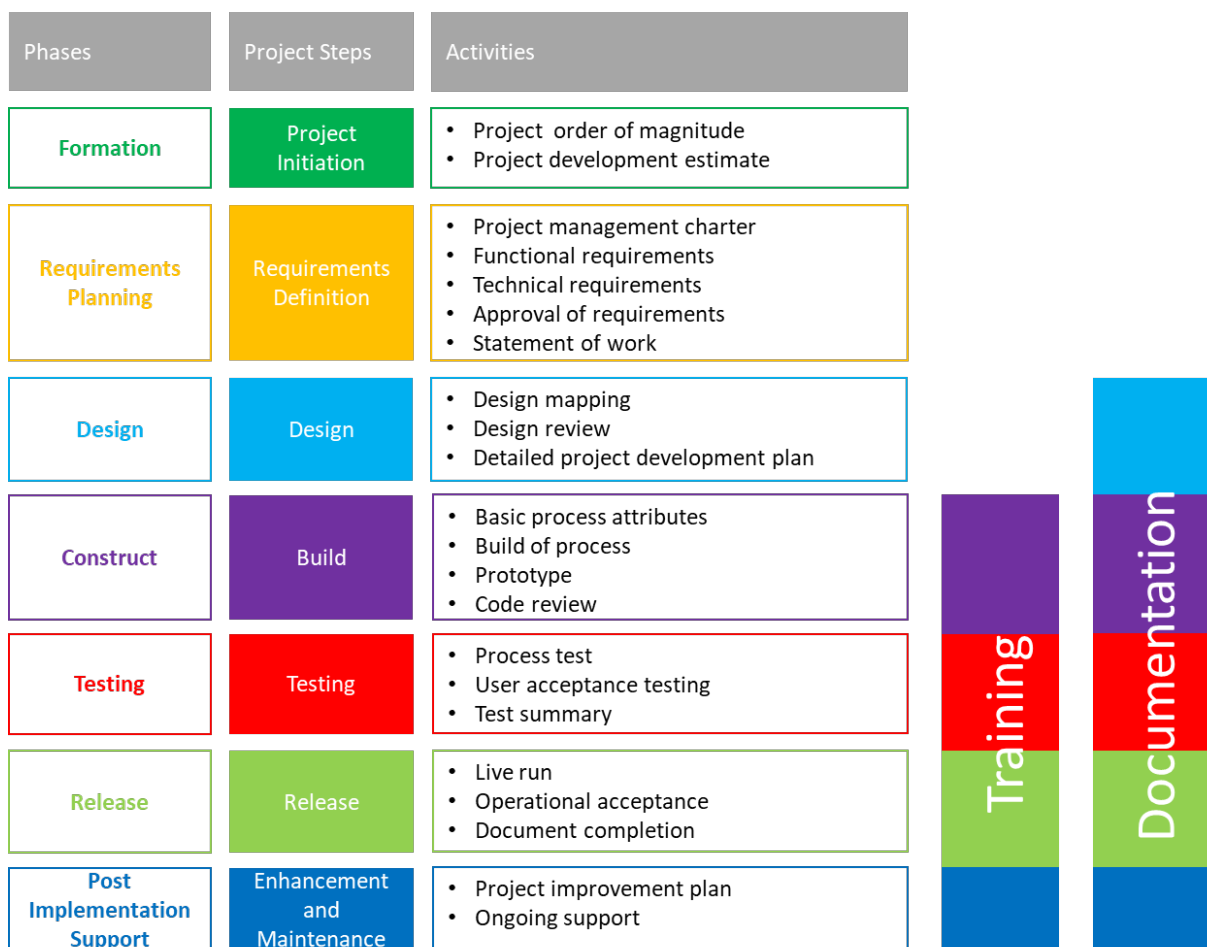 Phases
Project Steps
Activities
Formation
Project
Initiation
• Project order of magnitude
• Project development estimate
Requirements
Planning
Requirements
Definition
• Project management charter
• Functional requirements
• Technical requirements
• Approval of requirements
• Statement of work
Design
Design
• Design mapping
• Design review
• Detailed project development plan
Construct
Build
• Basic process attributes
• Build of process
• Prototype
• Code review
Testing
Testing
• Process test
• User acceptance testing
• Test summary
Release
Release
• Live run
• Operational acceptance
• Document completion
Post
Implementation
Support
Enhancement
and
Maintenance
• Project improvement plan
• Ongoing support
Training
Documentation